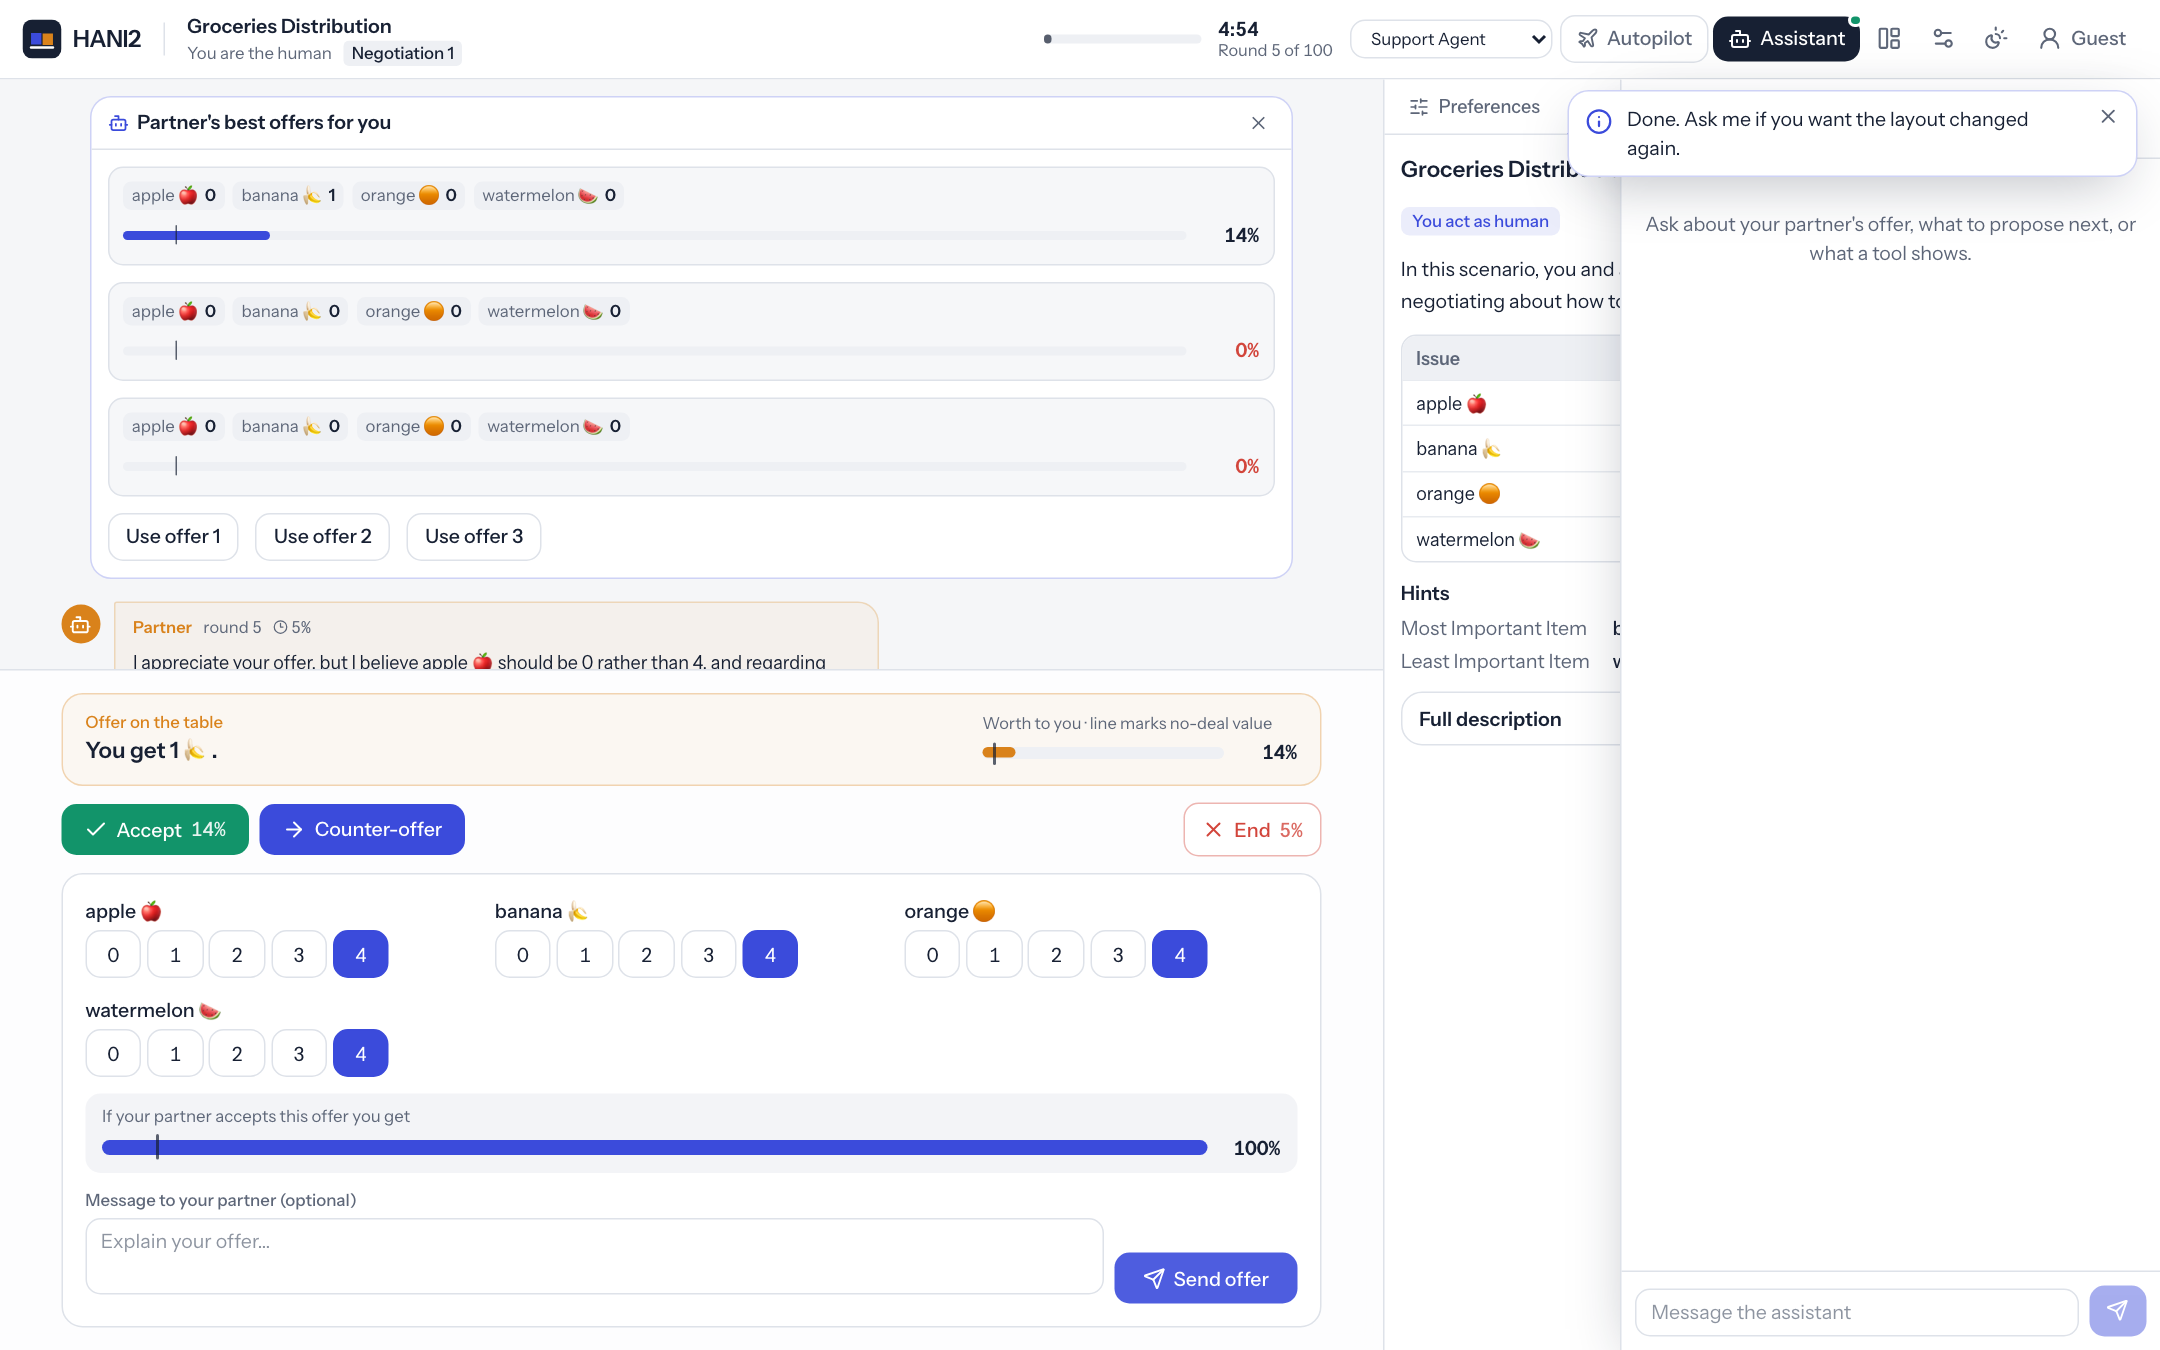 HANI2
Groceries Distribution
You are the human Negotiation 1
4:54
Round 5 of 100
Support Agent
Autopilot
Assistant
Guest
Partner's best offers for you
apple 0 banana 1 orange 0 watermelon 0
14%
apple 0 banana 0 orange 0 watermelon 0
0%
apple 0 banana 0 orange 0 watermelon 0
0%
Use offer 1 Use offer 2 Use offer 3
Partner round 5 5%
I appreciate your offer, but I believe apple should be 0 rather than 4, and regarding
Offer on the table
You get 1 .
Worth to you · line marks no-deal value
14%
Accept 14%
Counter-offer
End 5%
apple
0 1 2 3 4
banana
0 1 2 3 4
orange
0 1 2 3 4
watermelon
0 1 2 3 4
If your partner accepts this offer you get
100%
Message to your partner (optional)
Explain your offer...
Send offer
Preferences
Groceries
You act as human
In this scenario, you and
negotiating about how
Issue
apple
banana
orange
watermelon
Hints
Most Important Item
Least Important Item
Full description
Done. Ask me if you want the layout changed
again.
Ask about your partner's offer, what to propose next, or
what a tool shows.
Message the assistant